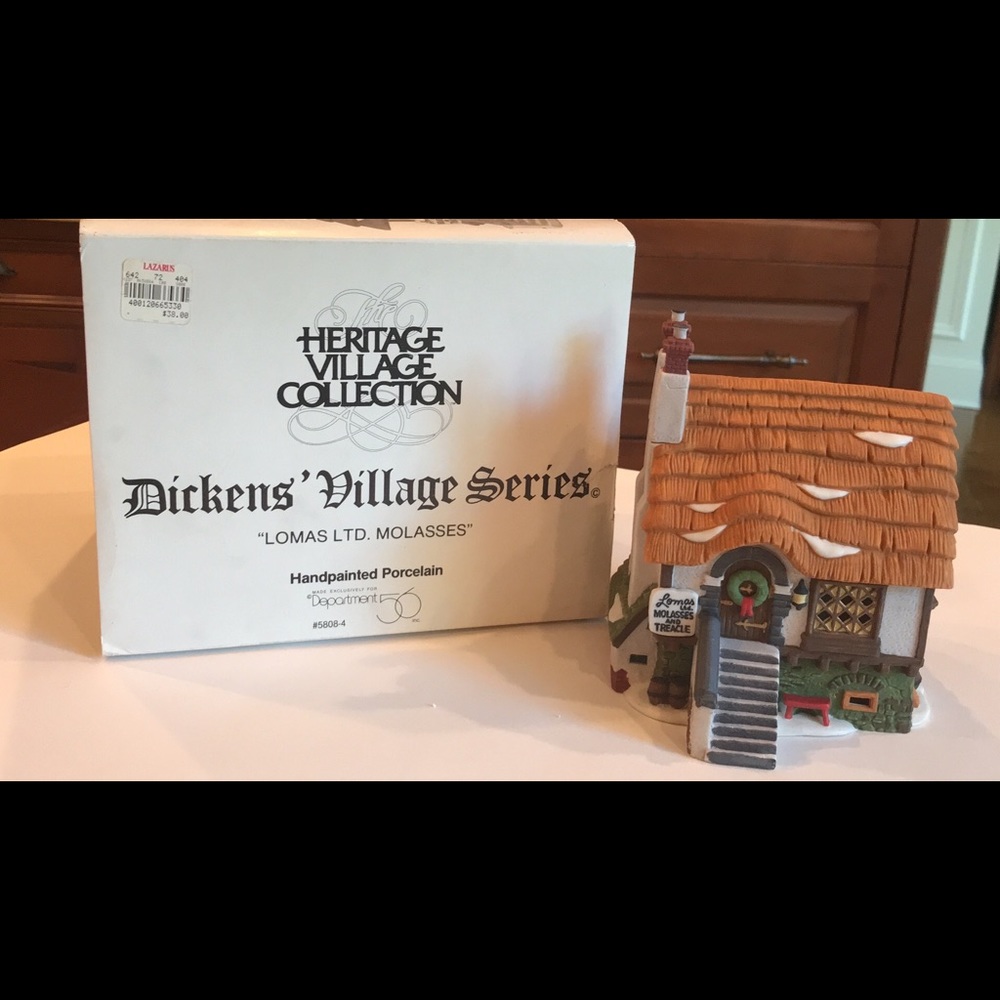 LAZARUS
642 72 404
400120665330
$38.00
The
HERITAGE
VILLAGE
COLLECTION
Dickens' Village Series©
"LOMAS LTD. MOLASSES"
Handpainted Porcelain
MADE EXCLUSIVELY FOR
©Department 56 INC.
#5808-4
Lomas
LTD.
MOLASSES
AND
TREACLE